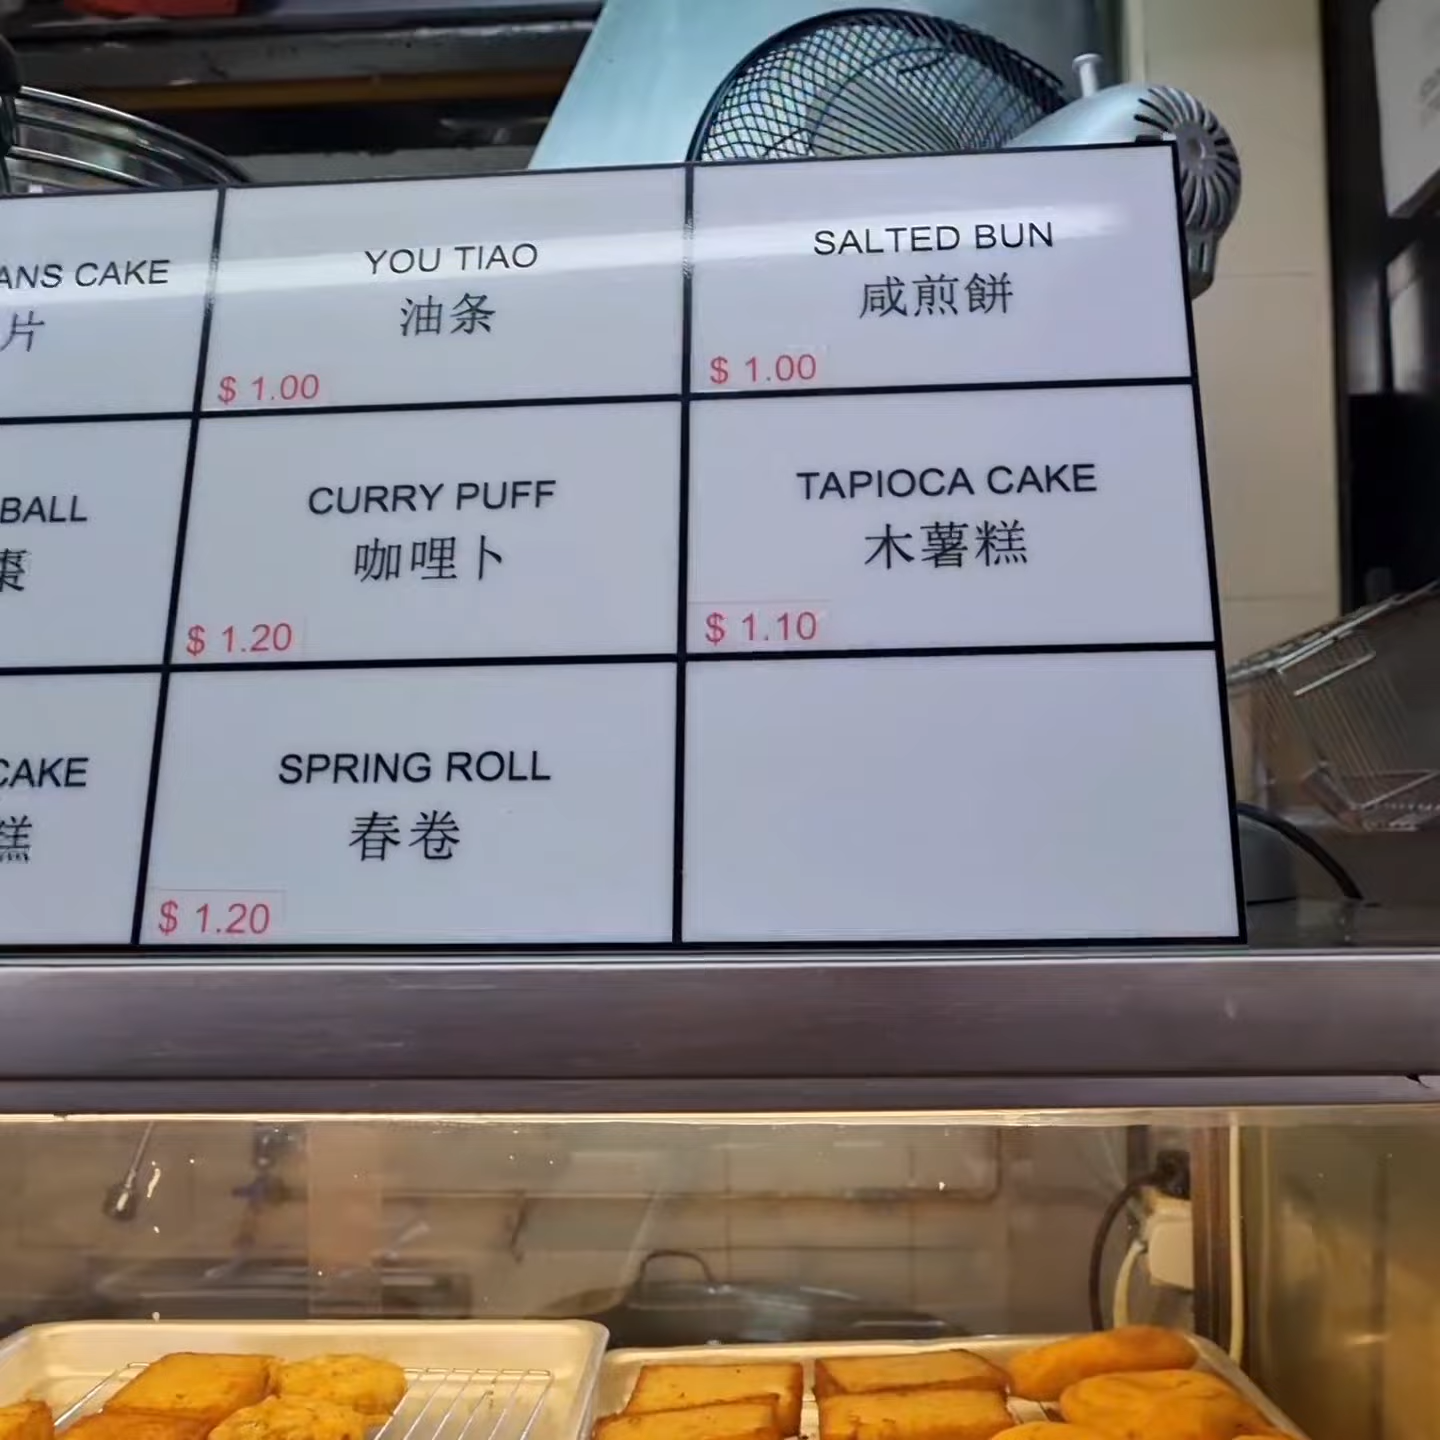 ANS CAKE
片
YOU TIAO
油条
$ 1.00
SALTED BUN
咸煎餅
$ 1.00
BALL
棗
CURRY PUFF
咖哩卜
$ 1.20
TAPIOCA CAKE
木薯糕
$ 1.10
CAKE
糕
SPRING ROLL
春卷
$ 1.20